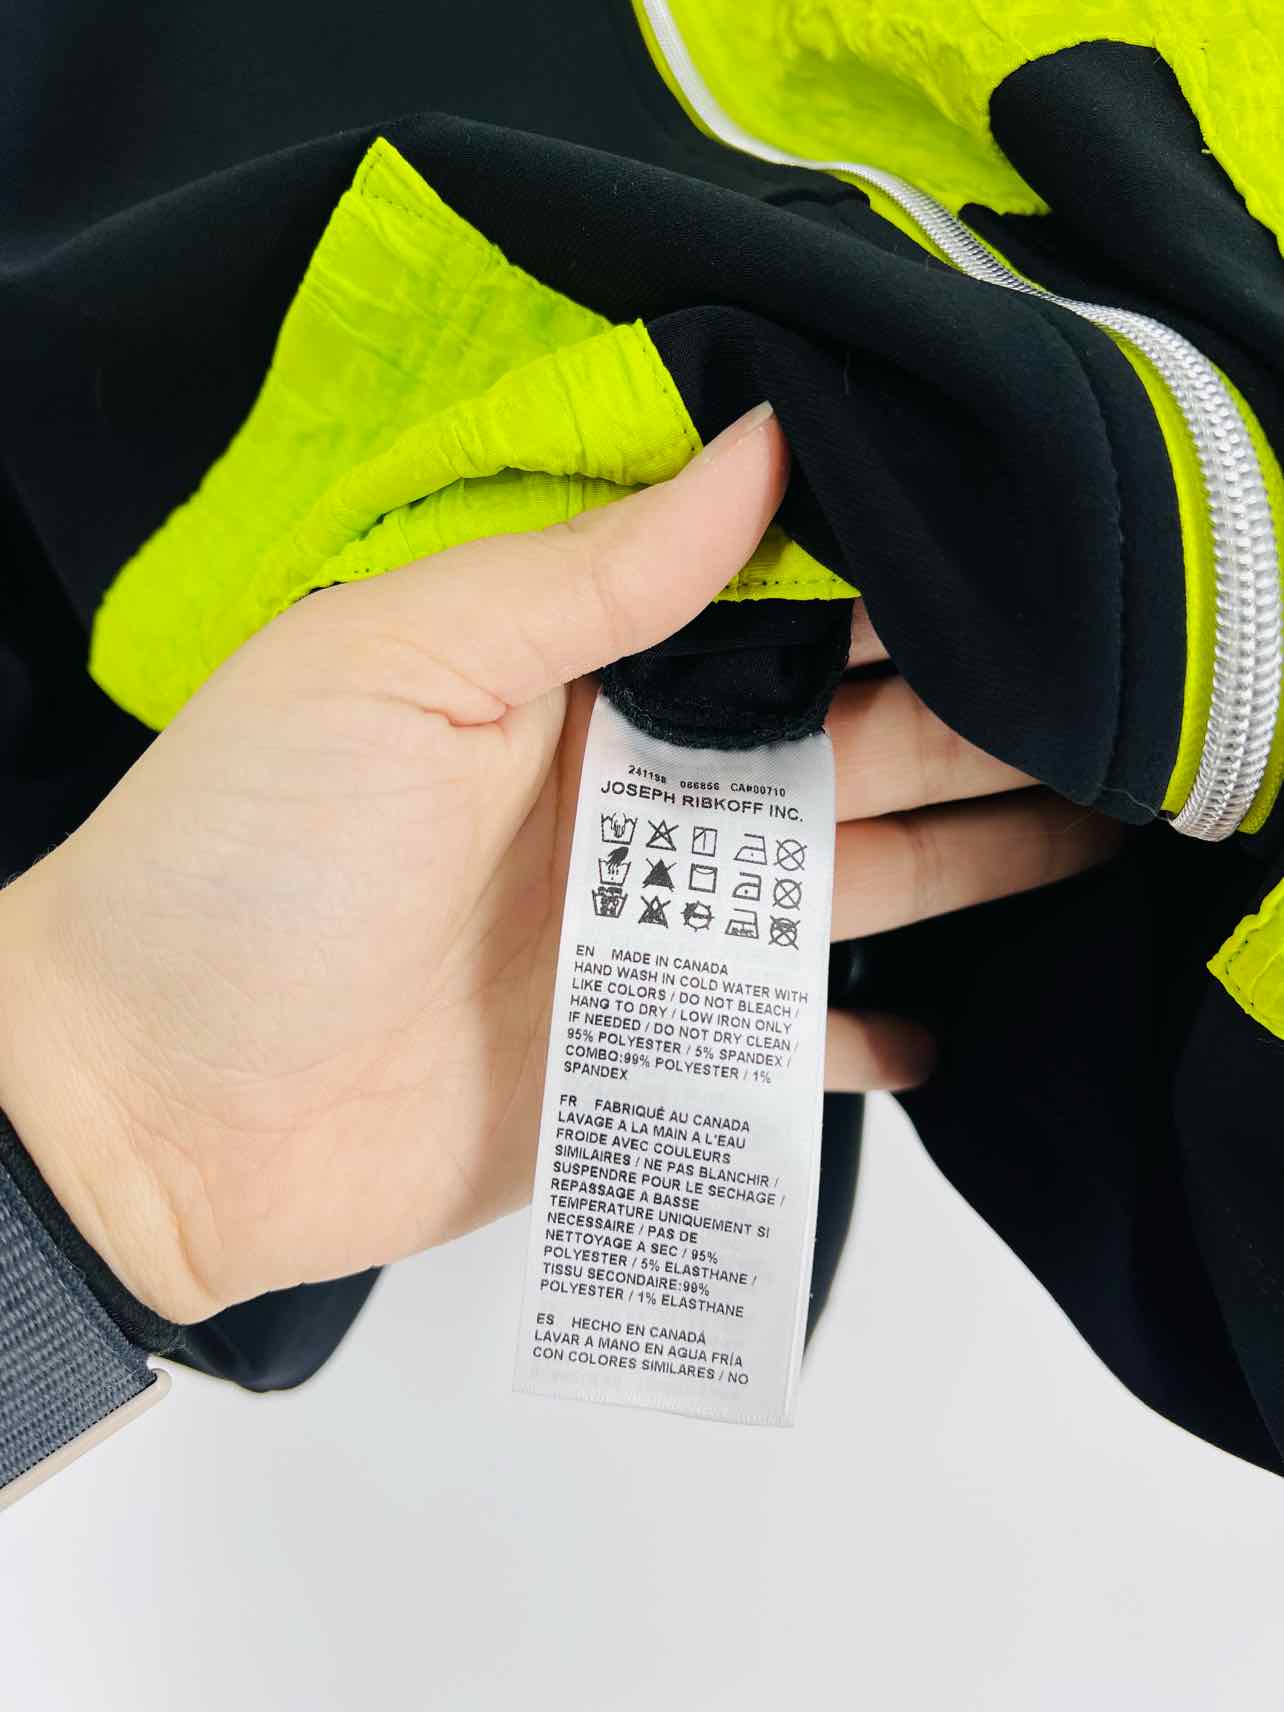 241198 066856 CA#00710
JOSEPH RIBKOFF INC.
EN MADE IN CANADA
HAND WASH IN COLD WATER WITH
LIKE COLORS / DO NOT BLEACH /
HANG TO DRY / LOW IRON ONLY
IF NEEDED / DO NOT DRY CLEAN /
95% POLYESTER / 5% SPANDEX /
COMBO:99% POLYESTER / 1%
SPANDEX
FR FABRIQUÉ AU CANADA
LAVAGE A LA MAIN A L'EAU
FROIDE AVEC COULEURS
SIMILAIRES / NE PAS BLANCHIR /
SUSPENDRE POUR LE SECHAGE /
REPASSAGE A BASSE
TEMPERATURE UNIQUEMENT SI
NECESSAIRE / PAS DE
NETTOYAGE A SEC / 95%
POLYESTER / 5% ELASTHANE /
TISSU SECONDAIRE:99%
POLYESTER / 1% ELASTHANE
ES HECHO EN CANADÁ
LAVAR A MANO EN AGUA FRÍA
CON COLORES SIMILARES / NO